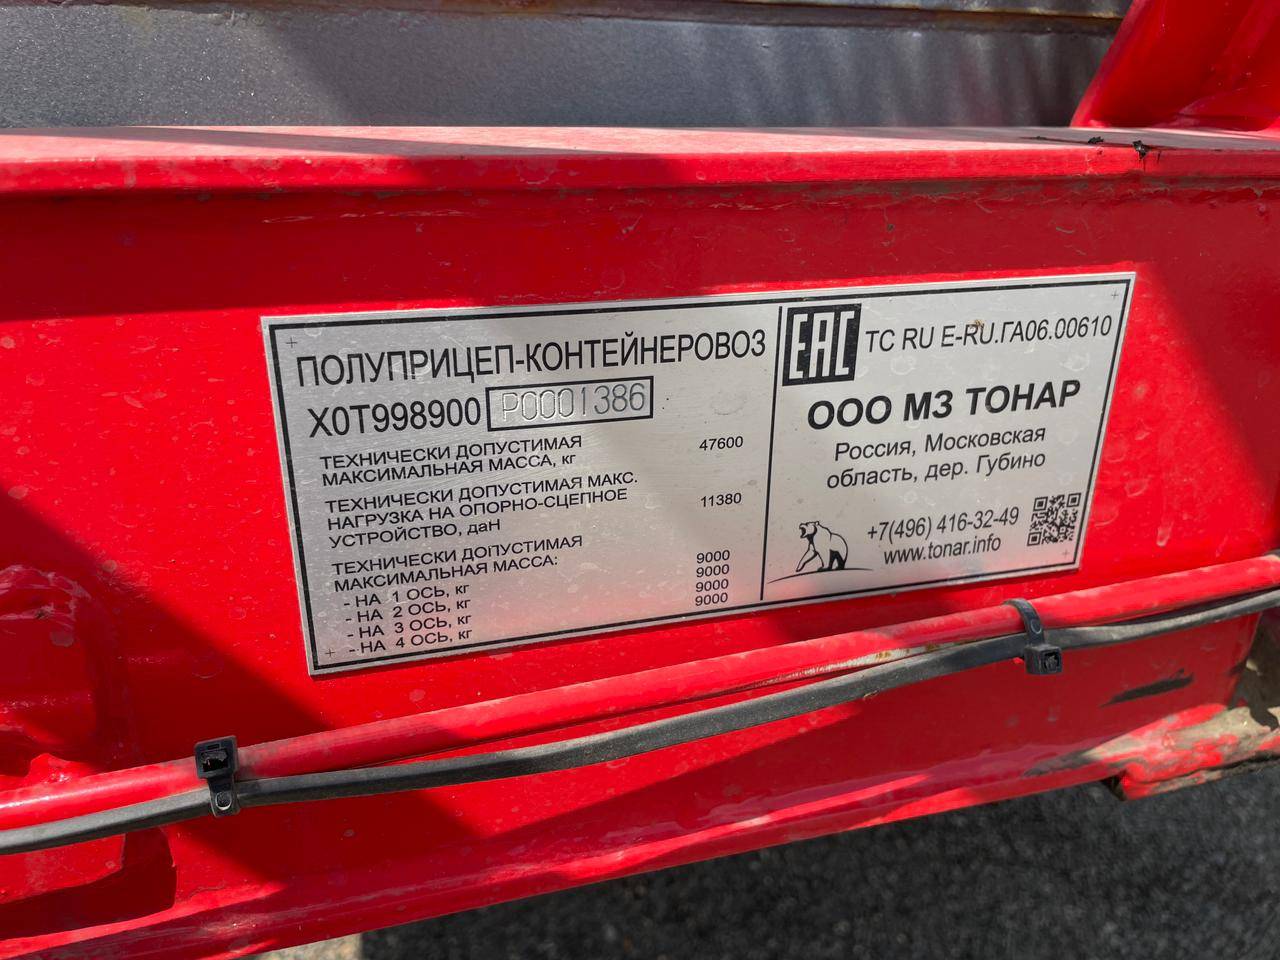 ПОЛУПРИЦЕП-КОНТЕЙНЕРОВОЗ
X0T998900 P0001386
ТЕХНИЧЕСКИ ДОПУСТИМАЯ
МАКСИМАЛЬНАЯ МАССА, кг 47600
ТЕХНИЧЕСКИ ДОПУСТИМАЯ МАКС.
НАГРУЗКА НА ОПОРНО-СЦЕПНОЕ
УСТРОЙСТВО, даН 11380
ТЕХНИЧЕСКИ ДОПУСТИМАЯ
МАКСИМАЛЬНАЯ МАССА:
- НА 1 ОСЬ, кг 9000
- НА 2 ОСЬ, кг 9000
- НА 3 ОСЬ, кг 9000
- НА 4 ОСЬ, кг 9000
EAC ТС RU E-RU.ГА06.00610
ООО МЗ ТОНАР
Россия, Московская
область, дер. Губино
+7(496) 416-32-49
www.tonar.info